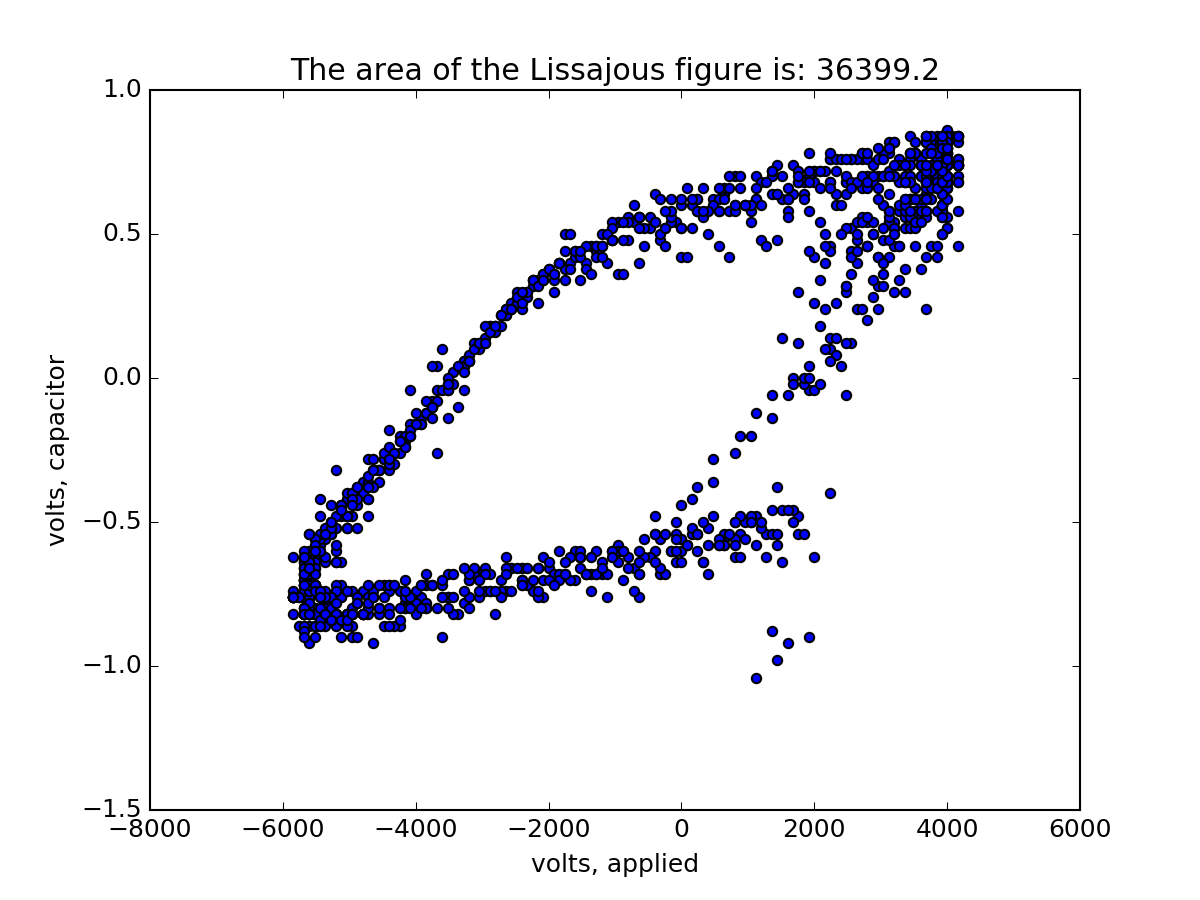 The area of the Lissajous figure is: 36399.2
1.0
0.5
0.0
−0.5
−1.0
−1.5
volts, capacitor
−8000 −6000 −4000 −2000 0 2000 4000 6000
volts, applied